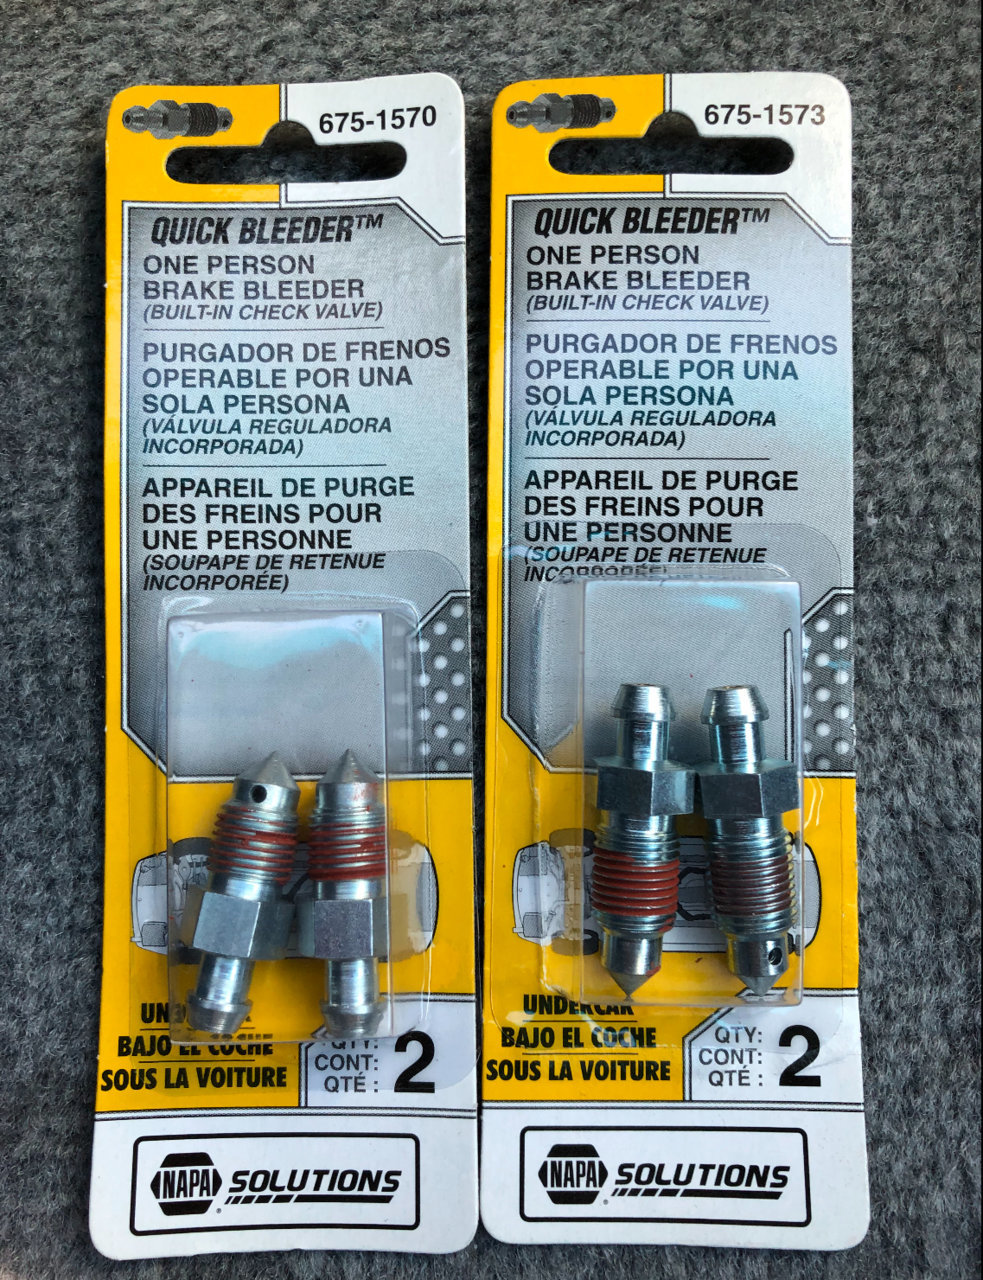 675-1570
QUICK BLEEDER™
ONE PERSON
BRAKE BLEEDER
(BUILT-IN CHECK VALVE)
PURGADOR DE FRENOS
OPERABLE POR UNA
SOLA PERSONA
(VÁLVULA REGULADORA
INCORPORADA)
APPAREIL DE PURGE
DES FREINS POUR
UNE PERSONNE
(SOUPAPE DE RETENUE
INCORPORÉE)
UNDERCAR
BAJO EL COCHE
SOUS LA VOITURE
QTY:
CONT:
QTÉ :
2
NAPA® SOLUTIONS
675-1573
QUICK BLEEDER™
ONE PERSON
BRAKE BLEEDER
(BUILT-IN CHECK VALVE)
PURGADOR DE FRENOS
OPERABLE POR UNA
SOLA PERSONA
(VÁLVULA REGULADORA
INCORPORADA)
APPAREIL DE PURGE
DES FREINS POUR
UNE PERSONNE
(SOUPAPE DE RETENUE
INCORPORÉE)
UNDERCAR
BAJO EL COCHE
SOUS LA VOITURE
QTY:
CONT:
QTÉ :
2
NAPA® SOLUTIONS